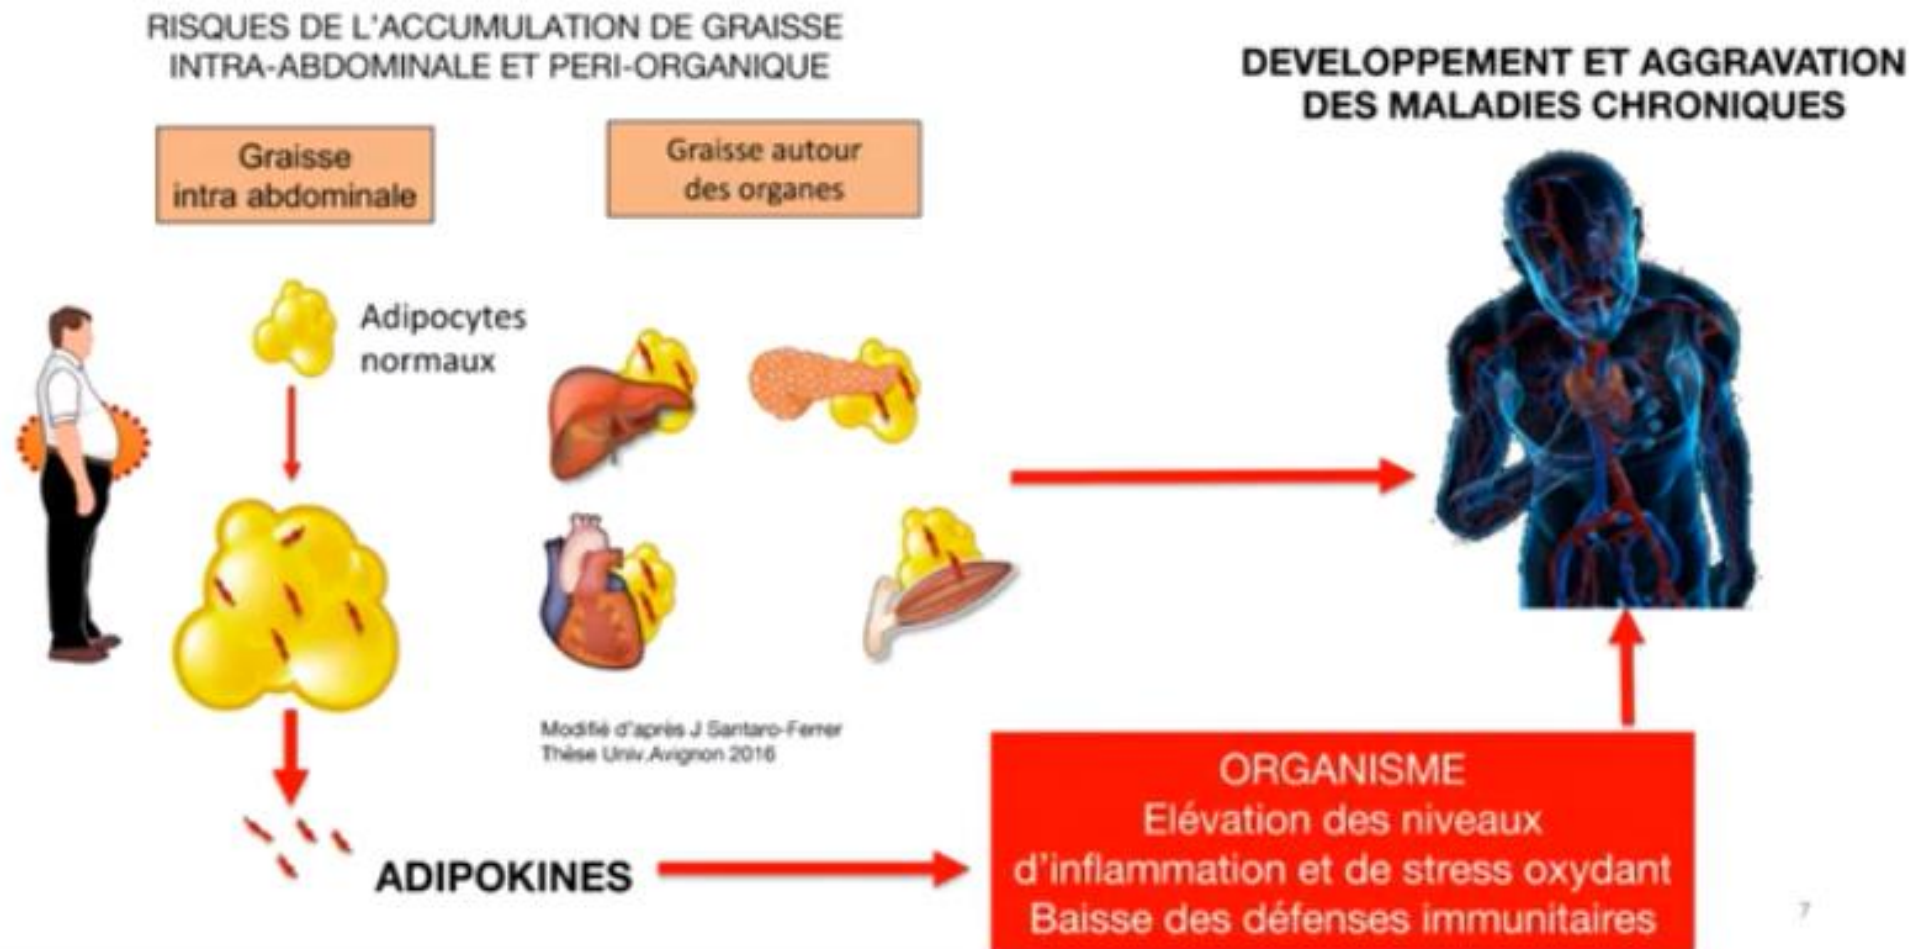 RISQUES DE L'ACCUMULATION DE GRAISSE
INTRA-ABDOMINALE ET PERI-ORGANIQUE
DEVELOPPEMENT ET AGGRAVATION
DES MALADIES CHRONIQUES
Graisse
intra abdominale
Graisse autour
des organes
Adipocytes
normaux
Modifié d'après J Santaro-Ferrer
Thèse Univ.Avignon 2016
ADIPOKINES
ORGANISME
Elévation des niveaux
d'inflammation et de stress oxydant
Baisse des défenses immunitaires
7